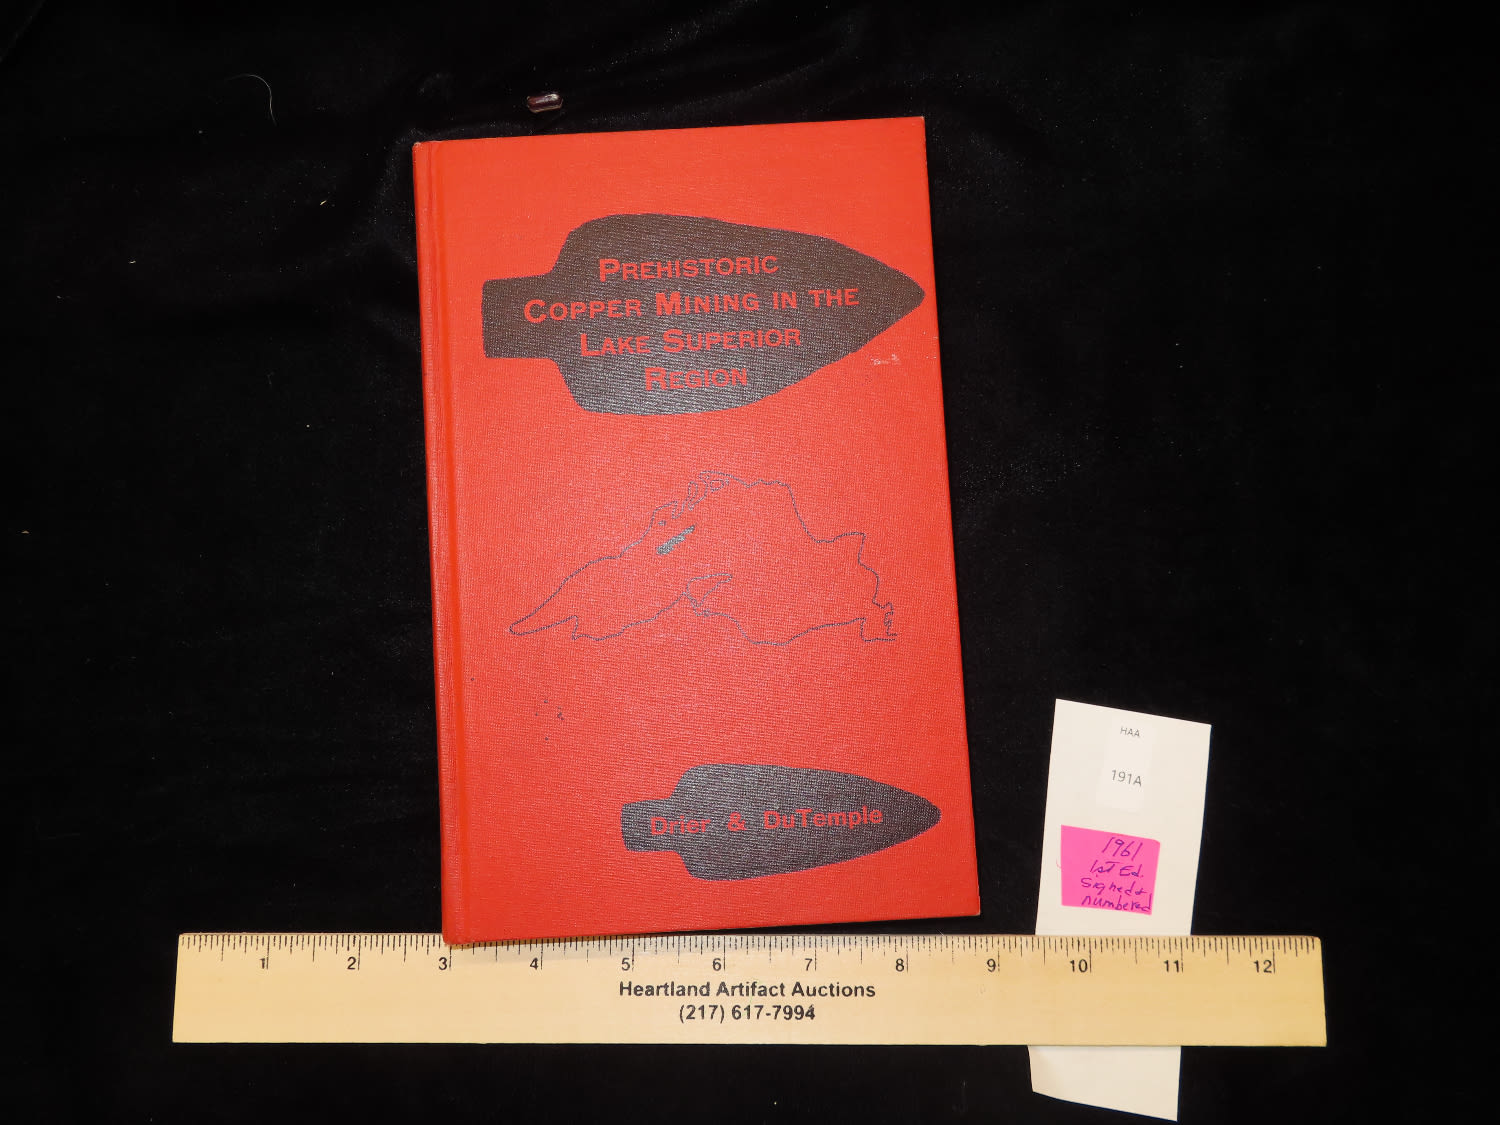 PREHISTORIC
COPPER MINING IN THE
LAKE SUPERIOR
REGION
Drier & DuTemple
HAA
191A
1961
1st Ed.
Signed &
numbered
1 2 3 4 5 6 7 8 9 10 11 12
Heartland Artifact Auctions
(217) 617-7994